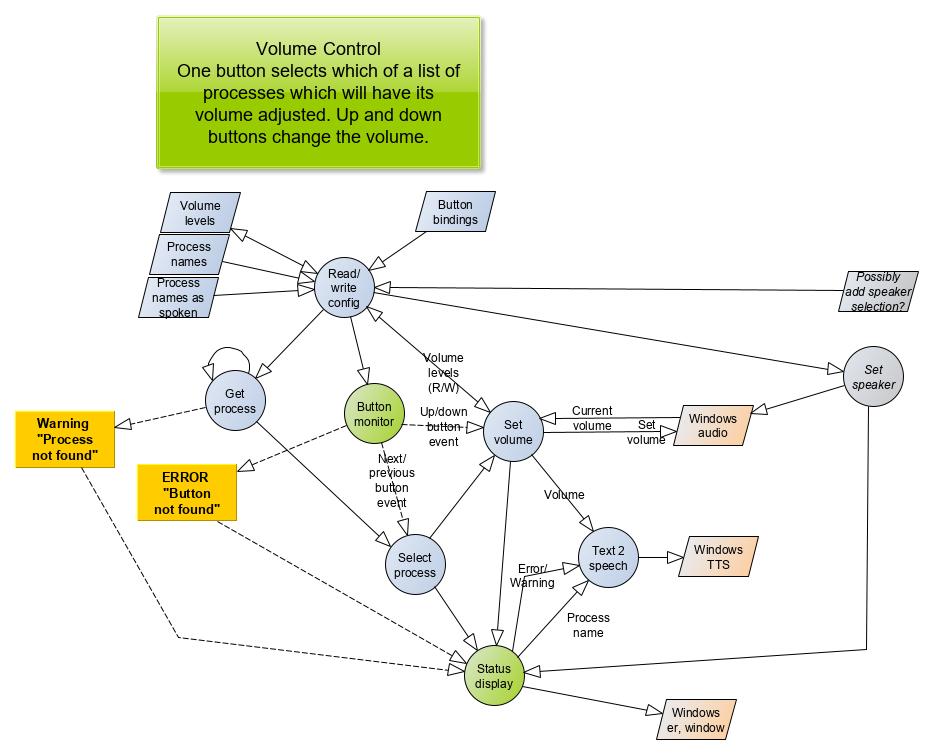 Volume Control
One button selects which of a list of
processes which will have its
volume adjusted. Up and down
buttons change the volume.
Volume
levels
Button
bindings
Process
names
Process
names as
spoken
Read/
write
config
Possibly
add speaker
selection?
Volume
levels
(R/W)
Set
speaker
Get
process
Button
monitor
Up/down
button
event
Set
volume
Current
volume
Set
volume
Windows
audio
Warning
"Process
not found"
ERROR
"Button
not found"
Next/
previous
button
event
Volume
Select
process
Text 2
speech
Windows
TTS
Error/
Warning
Process
name
Status
display
Windows
er, window